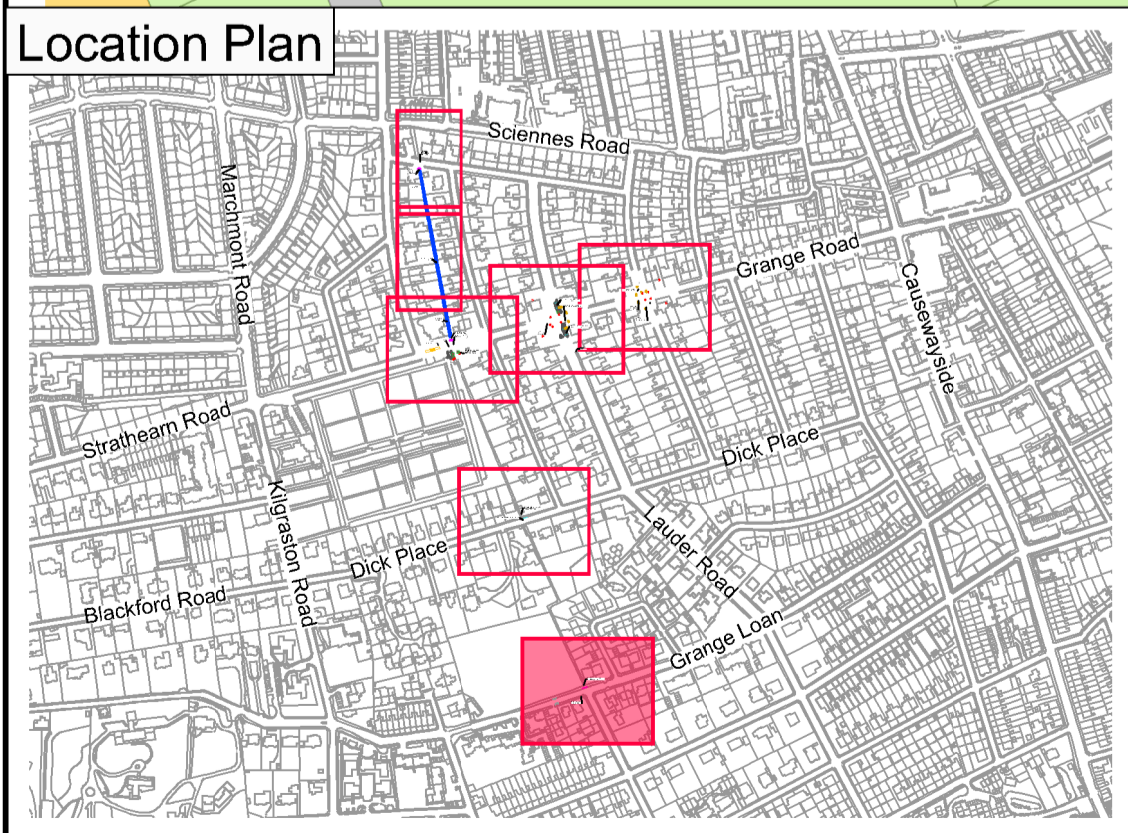 Location Plan
Sciennes Road
Marchmont Road
Grange Road
Causewayside
Strathearn Road
Dick Place
Kilgraston Road
Lauder Road
Dick Place
Blackford Road
Grange Loan